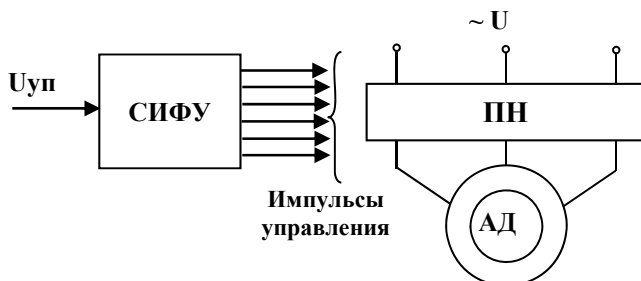 ~ U
Uуп
СИФУ
ПН
Импульсы
управления
АД